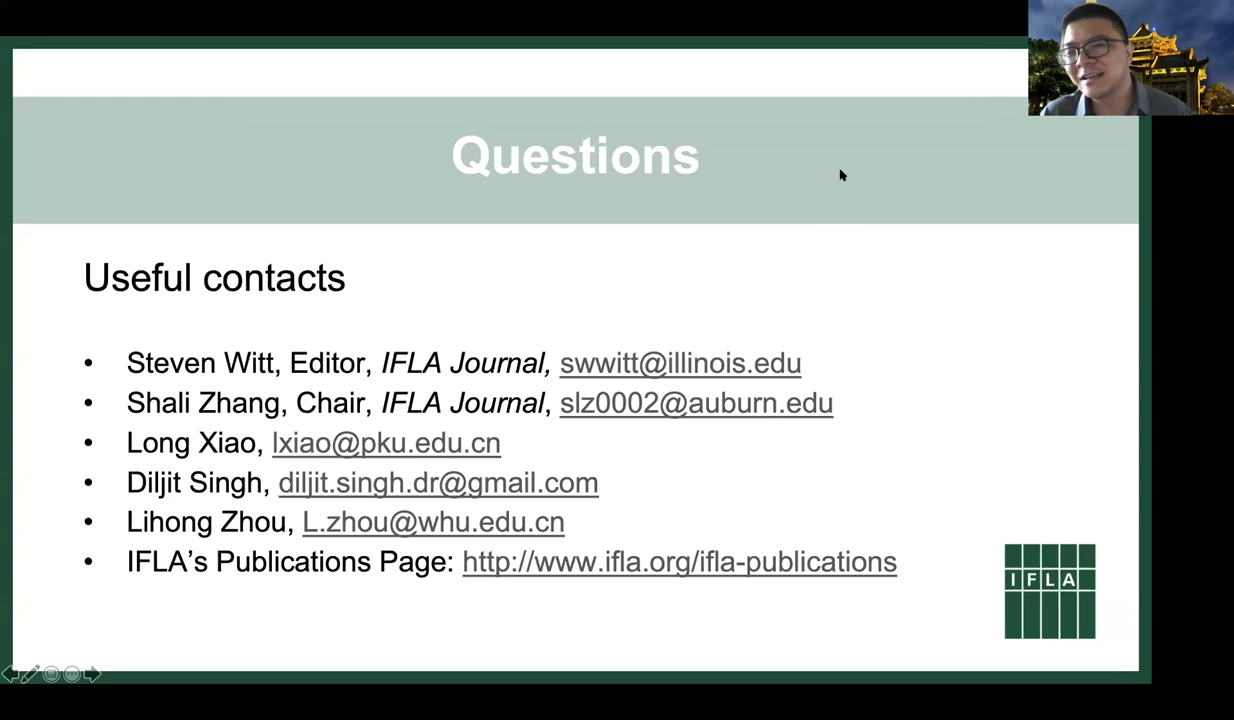 Questions
Useful contacts
• Steven Witt, Editor, IFLA Journal, swwitt@illinois.edu
• Shali Zhang, Chair, IFLA Journal, slz0002@auburn.edu
• Long Xiao, lxiao@pku.edu.cn
• Diljit Singh, diljit.singh.dr@gmail.com
• Lihong Zhou, L.zhou@whu.edu.cn
• IFLA’s Publications Page: http://www.ifla.org/ifla-publications
IFLA